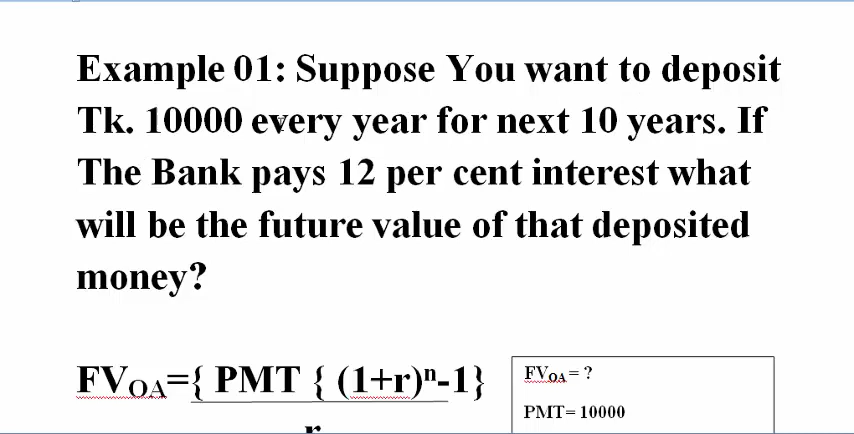 Example 01: Suppose You want to deposit
Tk. 10000 every year for next 10 years. If
The Bank pays 12 per cent interest what
will be the future value of that deposited
money?
FVOA={ PMT { (1+r)ⁿ-1}
r
FVOA = ?
PMT= 10000